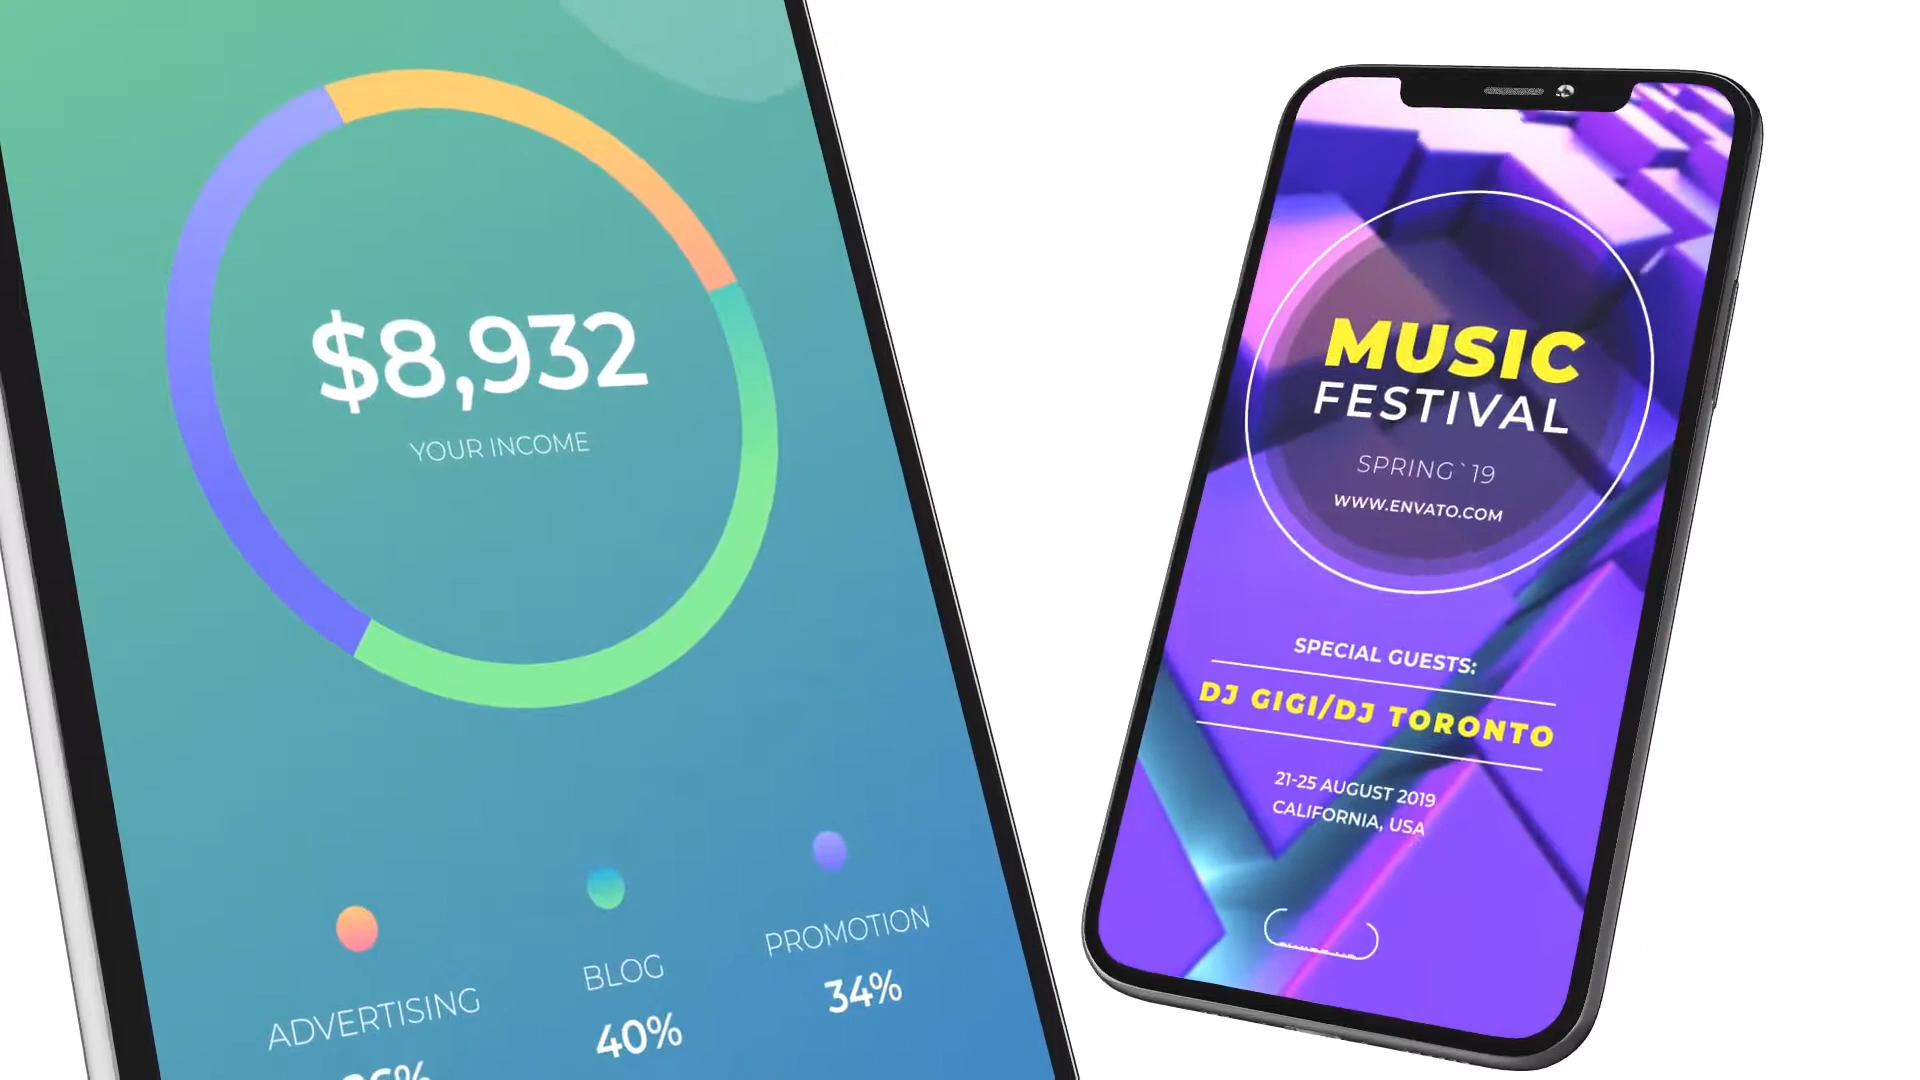 $8,932
YOUR INCOME
ADVERTISING
BLOG
40%
PROMOTION
34%
MUSIC
FESTIVAL
SPRING`19
WWW.ENVATO.COM
SPECIAL GUESTS:
DJ GIGI/DJ TORONTO
21-25 AUGUST 2019
CALIFORNIA, USA